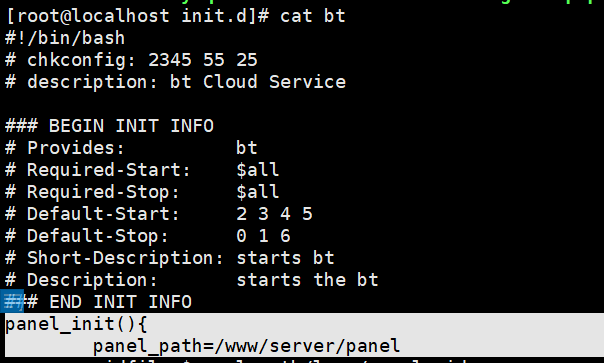 [root@localhost init.d]# cat bt
#!/bin/bash
# chkconfig: 2345 55 25
# description: bt Cloud Service

### BEGIN INIT INFO
# Provides:          bt
# Required-Start:    $all
# Required-Stop:     $all
# Default-Start:     2 3 4 5
# Default-Stop:      0 1 6
# Short-Description: starts bt
# Description:       starts the bt
### END INIT INFO
panel_init(){
        panel_path=/www/server/panel